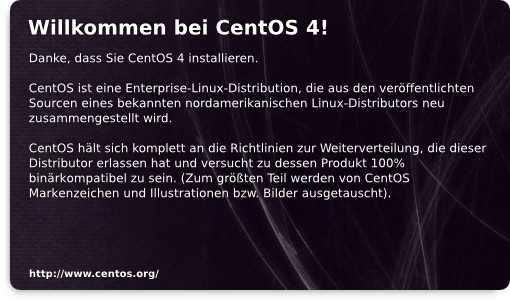 Willkommen bei CentOS 4!
Danke, dass Sie CentOS 4 installieren.
CentOS ist eine Enterprise-Linux-Distribution, die aus den veröffentlichten
Sourcen eines bekannten nordamerikanischen Linux-Distributors neu
zusammengestellt wird.
CentOS hält sich komplett an die Richtlinien zur Weiterverteilung, die dieser
Distributor erlassen hat und versucht zu dessen Produkt 100%
binärkompatibel zu sein. (Zum größten Teil werden von CentOS
Markenzeichen und Illustrationen bzw. Bilder ausgetauscht).
http://www.centos.org/